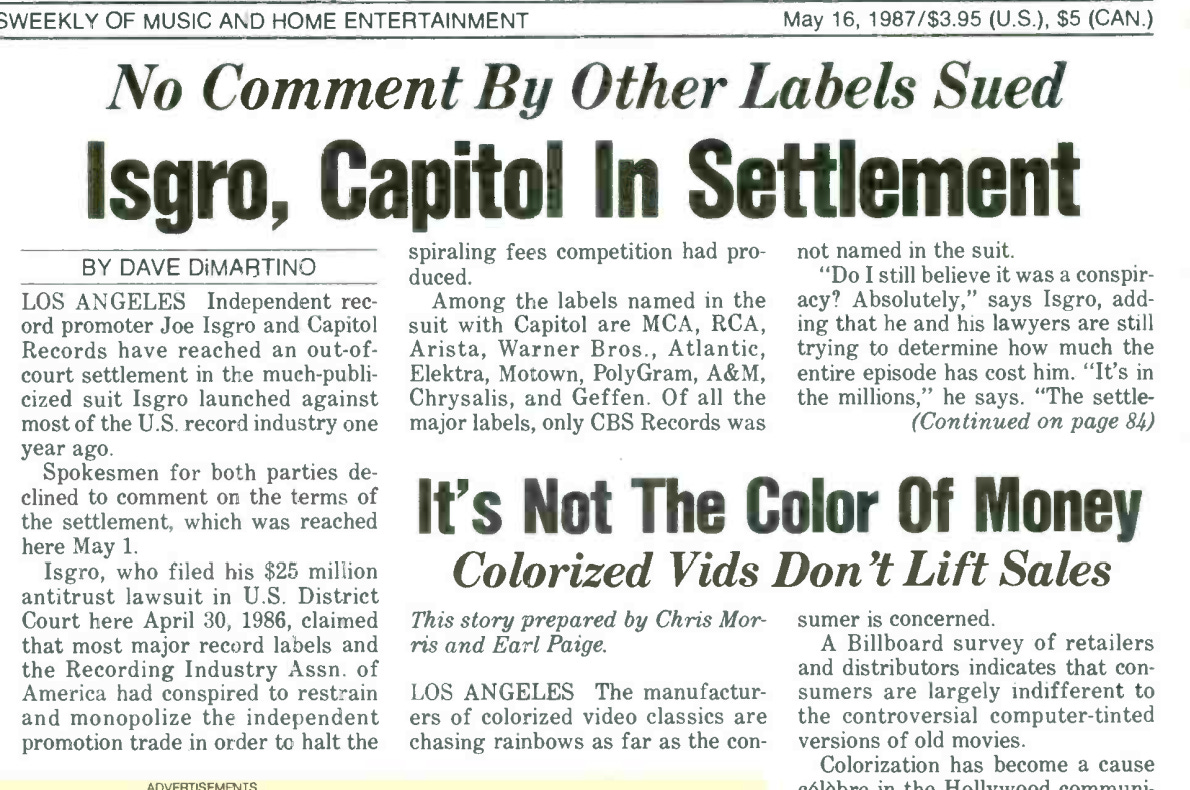 SWEEKLY OF MUSIC AND HOME ENTERTAINMENT
May 16, 1987/$3.95 (U.S.), $5 (CAN.)
No Comment By Other Labels Sued
Isgro, Capitol In Settlement
BY DAVE DiMARTINO
LOS ANGELES Independent rec-
ord promoter Joe Isgro and Capitol
Records have reached an out-of-
court settlement in the much-publi-
cized suit Isgro launched against
most of the U.S. record industry one
year ago.
Spokesmen for both parties de-
clined to comment on the terms of
the settlement, which was reached
here May 1.
Isgro, who filed his $25 million
antitrust lawsuit in U.S. District
Court here April 30, 1986, claimed
that most major record labels and
the Recording Industry Assn. of
America had conspired to restrain
and monopolize the independent
promotion trade in order to halt the
spiraling fees competition had pro-
duced.
Among the labels named in the
suit with Capitol are MCA, RCA,
Arista, Warner Bros., Atlantic,
Elektra, Motown, PolyGram, A&M,
Chrysalis, and Geffen. Of all the
major labels, only CBS Records was
not named in the suit.
"Do I still believe it was a conspir-
acy? Absolutely," says Isgro, add-
ing that he and his lawyers are still
trying to determine how much the
entire episode has cost him. "It's in
the millions," he says. "The settle-
(Continued on page 84)
It's Not The Color Of Money
Colorized Vids Don't Lift Sales
This story prepared by Chris Mor-
ris and Earl Paige.
LOS ANGELES The manufactur-
ers of colorized video classics are
chasing rainbows as far as the con-
sumer is concerned.
A Billboard survey of retailers
and distributors indicates that con-
sumers are largely indifferent to
the controversial computer-tinted
versions of old movies.
Colorization has become a cause
célèbre in the Hollywood communi-
ADVERTISEMENTS